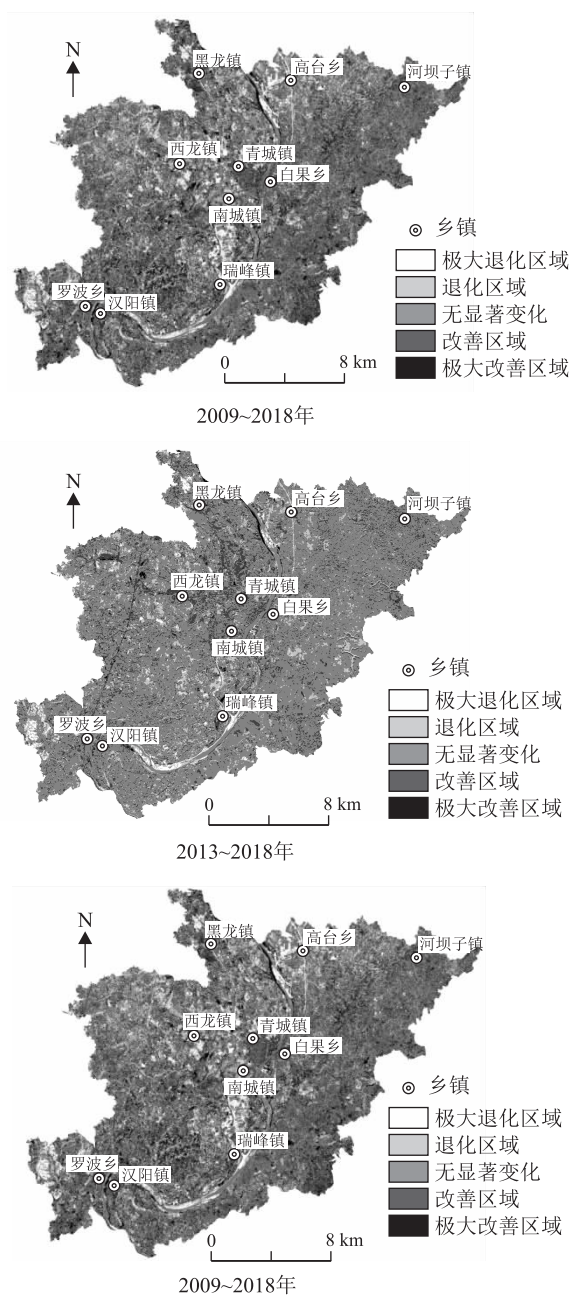 N
黑龙镇
高台乡
河坝子镇
西龙镇
青城镇
白果乡
南城镇
瑞峰镇
罗波乡
汉阳镇
乡镇
极大退化区域
退化区域
无显著变化
改善区域
极大改善区域
0 8 km
2009~2018年
N
黑龙镇
高台乡
河坝子镇
西龙镇
青城镇
白果乡
南城镇
瑞峰镇
罗波乡
汉阳镇
乡镇
极大退化区域
退化区域
无显著变化
改善区域
极大改善区域
0 8 km
2013~2018年
N
黑龙镇
高台乡
河坝子镇
西龙镇
青城镇
白果乡
南城镇
瑞峰镇
罗波乡
汉阳镇
乡镇
极大退化区域
退化区域
无显著变化
改善区域
极大改善区域
0 8 km
2009~2018年